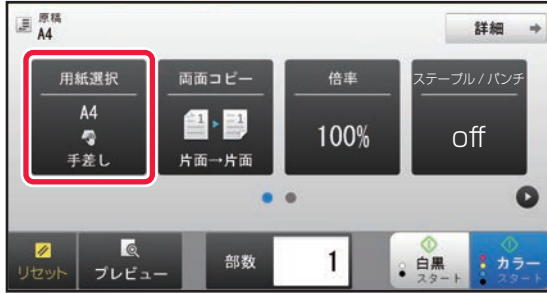 原稿
A4
詳細
用紙選択
A4
手差し
両面コピー
1
1
片面→片面
倍率
100%
ステープル / パンチ
Off
リセット
プレビュー
部数
1
白黒
スタート
カラー
スタート